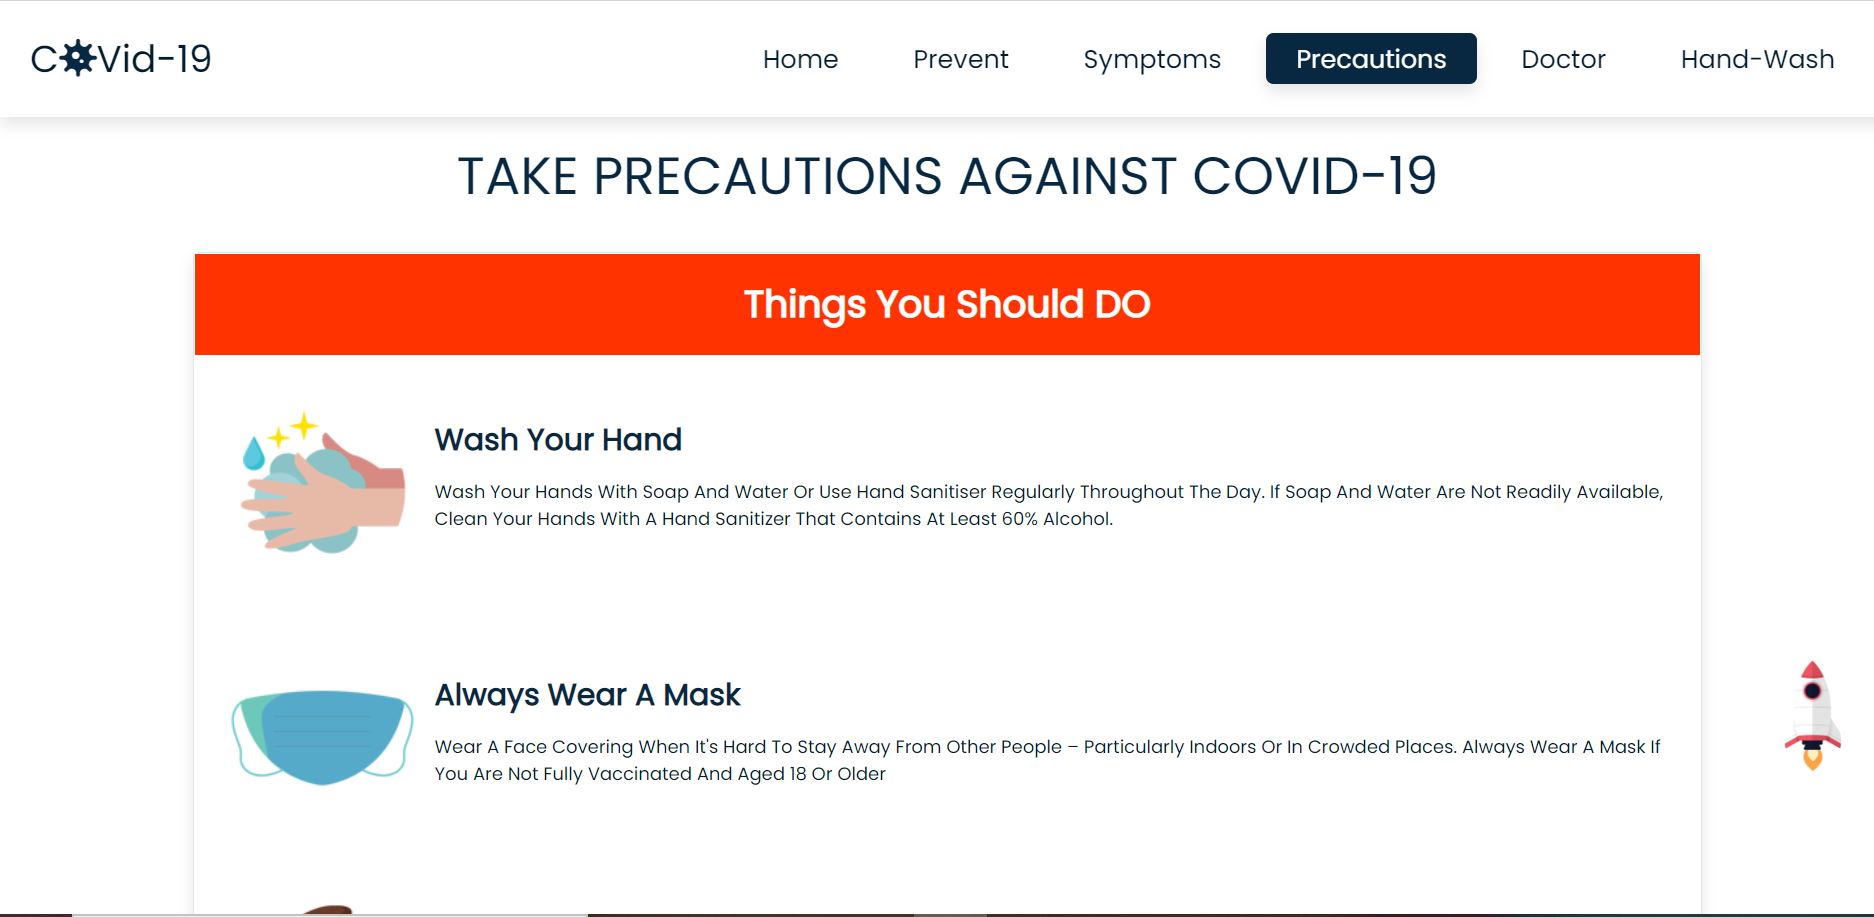 COVid-19
Home
Prevent
Symptoms
Precautions
Doctor
Hand-Wash
TAKE PRECAUTIONS AGAINST COVID-19
Things You Should DO
Wash Your Hand
Wash Your Hands With Soap And Water Or Use Hand Sanitiser Regularly Throughout The Day. If Soap And Water Are Not Readily Available,
Clean Your Hands With A Hand Sanitizer That Contains At Least 60% Alcohol.
Always Wear A Mask
Wear A Face Covering When It's Hard To Stay Away From Other People – Particularly Indoors Or In Crowded Places. Always Wear A Mask If
You Are Not Fully Vaccinated And Aged 18 Or Older